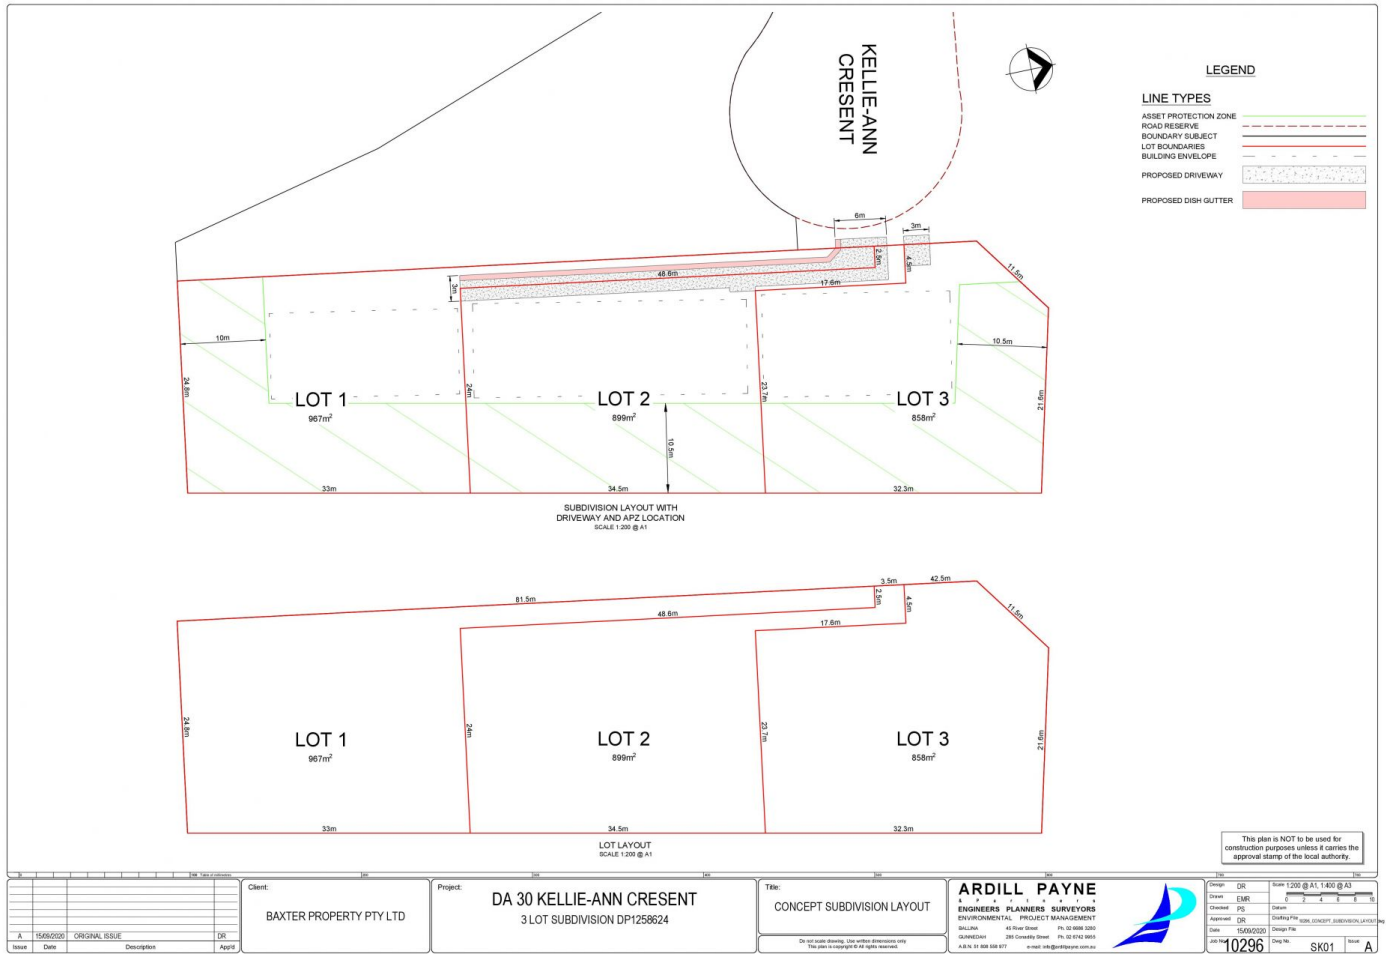 KELLIE-ANN
CRESENT
LEGEND
LINE TYPES
ASSET PROTECTION ZONE
ROAD RESERVE
BOUNDARY SUBJECT
LOT BOUNDARIES
BUILDING ENVELOPE
PROPOSED DRIVEWAY
PROPOSED DISH GUTTER
6m
3m
2.5m
4.5m
48.6m
17.6m
11.5m
3m
10m
10.5m
24.8m
24m
23.7m
21.6m
LOT 1
967m²
LOT 2
899m²
LOT 3
858m²
10.5m
33m
34.5m
32.3m
SUBDIVISION LAYOUT WITH
DRIVEWAY AND APZ LOCATION
SCALE 1:200 @ A1
81.5m
3.5m
42.5m
2.5m
4.5m
48.6m
17.6m
11.5m
24.8m
24m
23.7m
21.6m
LOT 1
967m²
LOT 2
899m²
LOT 3
858m²
33m
34.5m
32.3m
LOT LAYOUT
SCALE 1:200 @ A1
This plan is NOT to be used for
construction purposes unless it carries the
approval stamp of the local authority.
A 15/09/2020 ORIGINAL ISSUE DR
Issue Date Description App'd
Client:
BAXTER PROPERTY PTY LTD
Project:
DA 30 KELLIE-ANN CRESENT
3 LOT SUBDIVISION DP1258624
Title:
CONCEPT SUBDIVISION LAYOUT
Do not scale drawing. Use written dimensions only
This plan is copyright © All rights reserved.
ARDILL PAYNE
& Partners
ENGINEERS PLANNERS SURVEYORS
ENVIRONMENTAL PROJECT MANAGEMENT
BALLINA 45 River Street Ph. 02 6686 3280
GUNNEDAH 285 Conadilly Street Ph. 02 6742 9955
Design DR
Drawn EMR
Checked PS
Approved DR
Date 15/09/2020
Job No. 10296
Scale 1:200 @ A1, 1:400 @ A3
0 2 4 6 8 10
Datum
Drafting File
Design File
Dwg No. SK01
Issue A